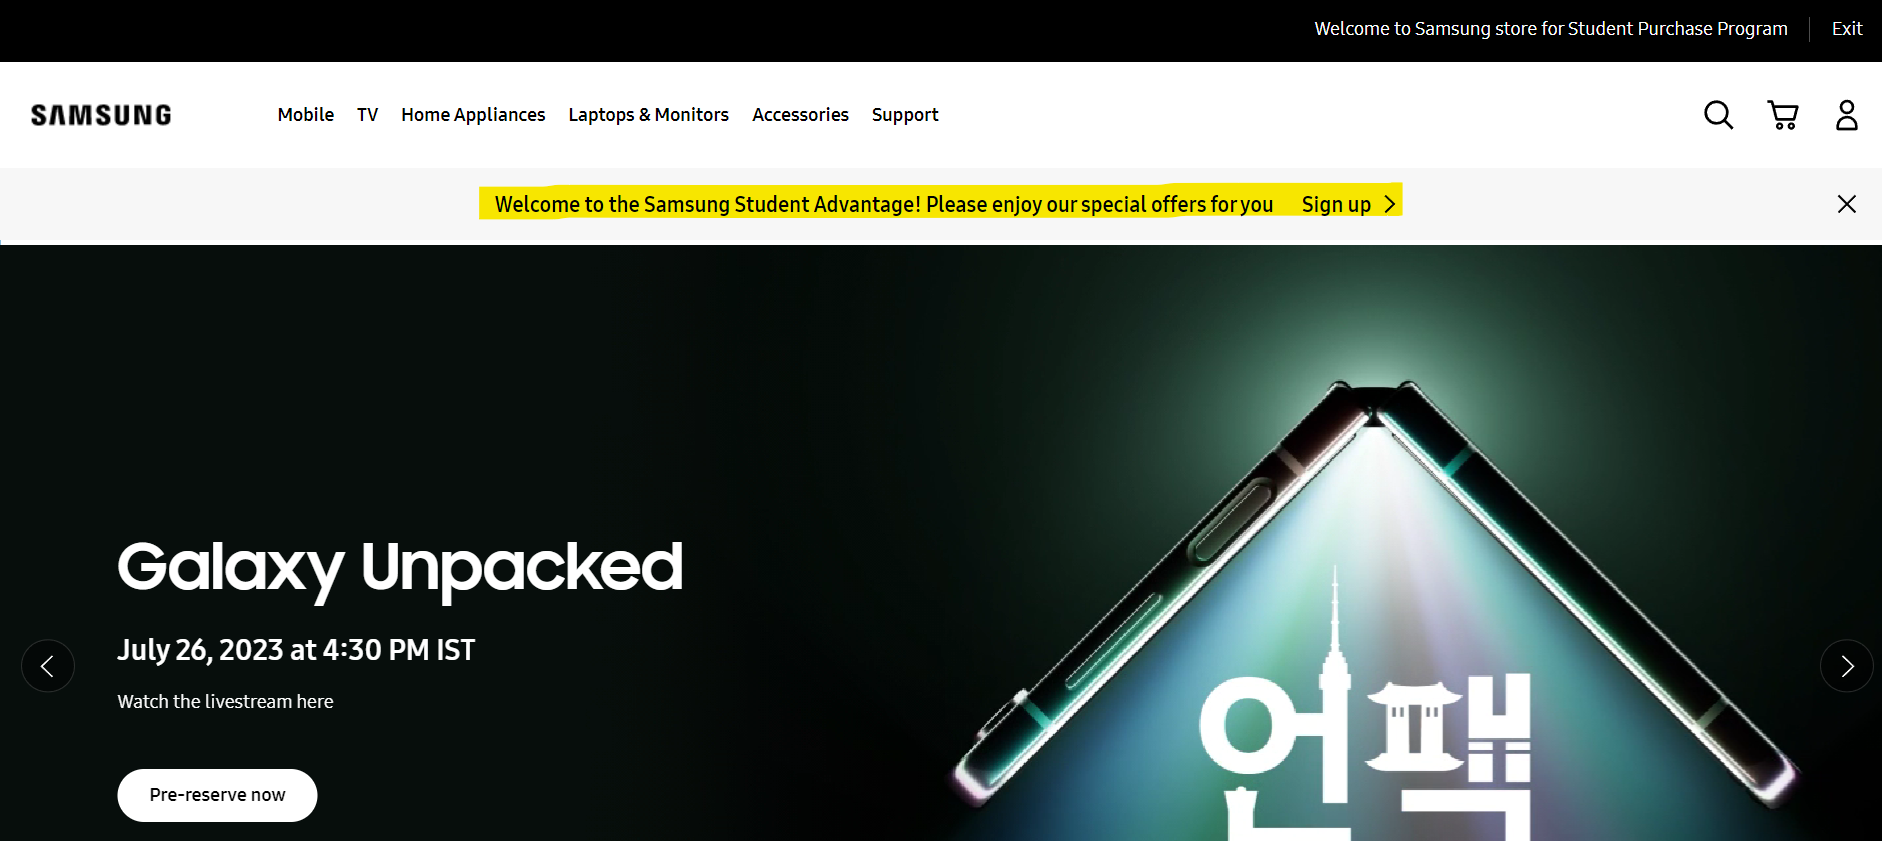 Welcome to Samsung store for Student Purchase Program Exit
SAMSUNG Mobile TV Home Appliances Laptops & Monitors Accessories Support
Welcome to the Samsung Student Advantage! Please enjoy our special offers for you Sign up
Galaxy Unpacked
July 26, 2023 at 4:30 PM IST
Watch the livestream here
언팩
Pre-reserve now